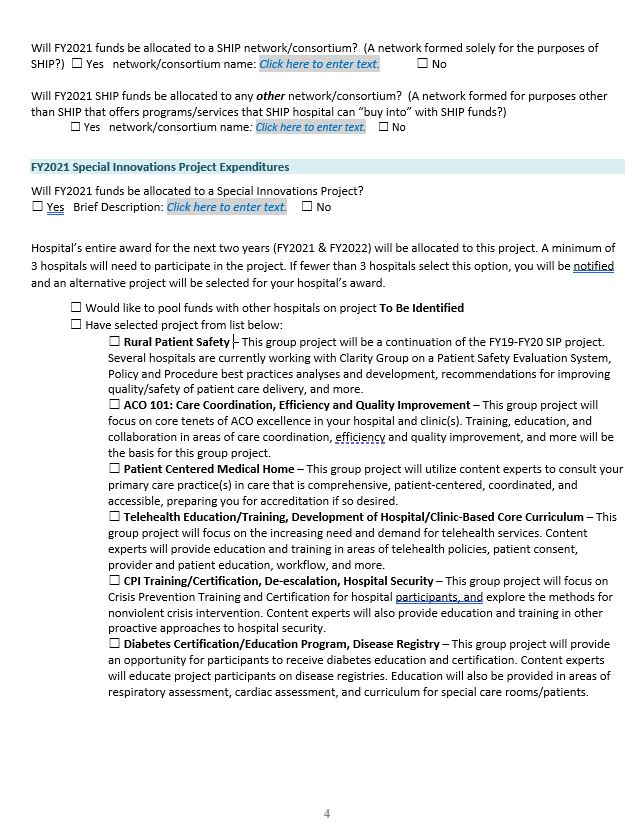 Will FY2021 funds be allocated to a SHIP network/consortium?  (A network formed solely for the purposes of
SHIP?) ☐ Yes   network/consortium name: Click here to enter text.   ☐ No
Will FY2021 SHIP funds be allocated to any other network/consortium?  (A network formed for purposes other
than SHIP that offers programs/services that SHIP hospital can “buy into” with SHIP funds?)
☐ Yes   network/consortium name: Click here to enter text.   ☐ No
FY2021 Special Innovations Project Expenditures
Will FY2021 funds be allocated to a Special Innovations Project?
☐ Yes   Brief Description: Click here to enter text.   ☐ No
Hospital’s entire award for the next two years (FY2021 & FY2022) will be allocated to this project. A minimum of
3 hospitals will need to participate in the project. If fewer than 3 hospitals select this option, you will be notified
and an alternative project will be selected for your hospital’s award.
☐ Would like to pool funds with other hospitals on project To Be Identified
☐ Have selected project from list below:
☐ Rural Patient Safety – This group project will be a continuation of the FY19-FY20 SIP project.
Several hospitals are currently working with Clarity Group on a Patient Safety Evaluation System,
Policy and Procedure best practices analyses and development, recommendations for improving
quality/safety of patient care delivery, and more.
☐ ACO 101: Care Coordination, Efficiency and Quality Improvement – This group project will
focus on core tenets of ACO excellence in your hospital and clinic(s). Training, education, and
collaboration in areas of care coordination, efficiency and quality improvement, and more will be
the basis for this group project.
☐ Patient Centered Medical Home – This group project will utilize content experts to consult your
primary care practice(s) in care that is comprehensive, patient-centered, coordinated, and
accessible, preparing you for accreditation if so desired.
☐ Telehealth Education/Training, Development of Hospital/Clinic-Based Core Curriculum – This
group project will focus on the increasing need and demand for telehealth services. Content
experts will provide education and training in areas of telehealth policies, patient consent,
provider and patient education, workflow, and more.
☐ CPI Training/Certification, De-escalation, Hospital Security – This group project will focus on
Crisis Prevention Training and Certification for hospital participants, and explore the methods for
nonviolent crisis intervention. Content experts will also provide education and training in other
proactive approaches to hospital security.
☐ Diabetes Certification/Education Program, Disease Registry – This group project will provide
an opportunity for participants to receive diabetes education and certification. Content experts
will educate project participants on disease registries. Education will also be provided in areas of
respiratory assessment, cardiac assessment, and curriculum for special care rooms/patients.
4